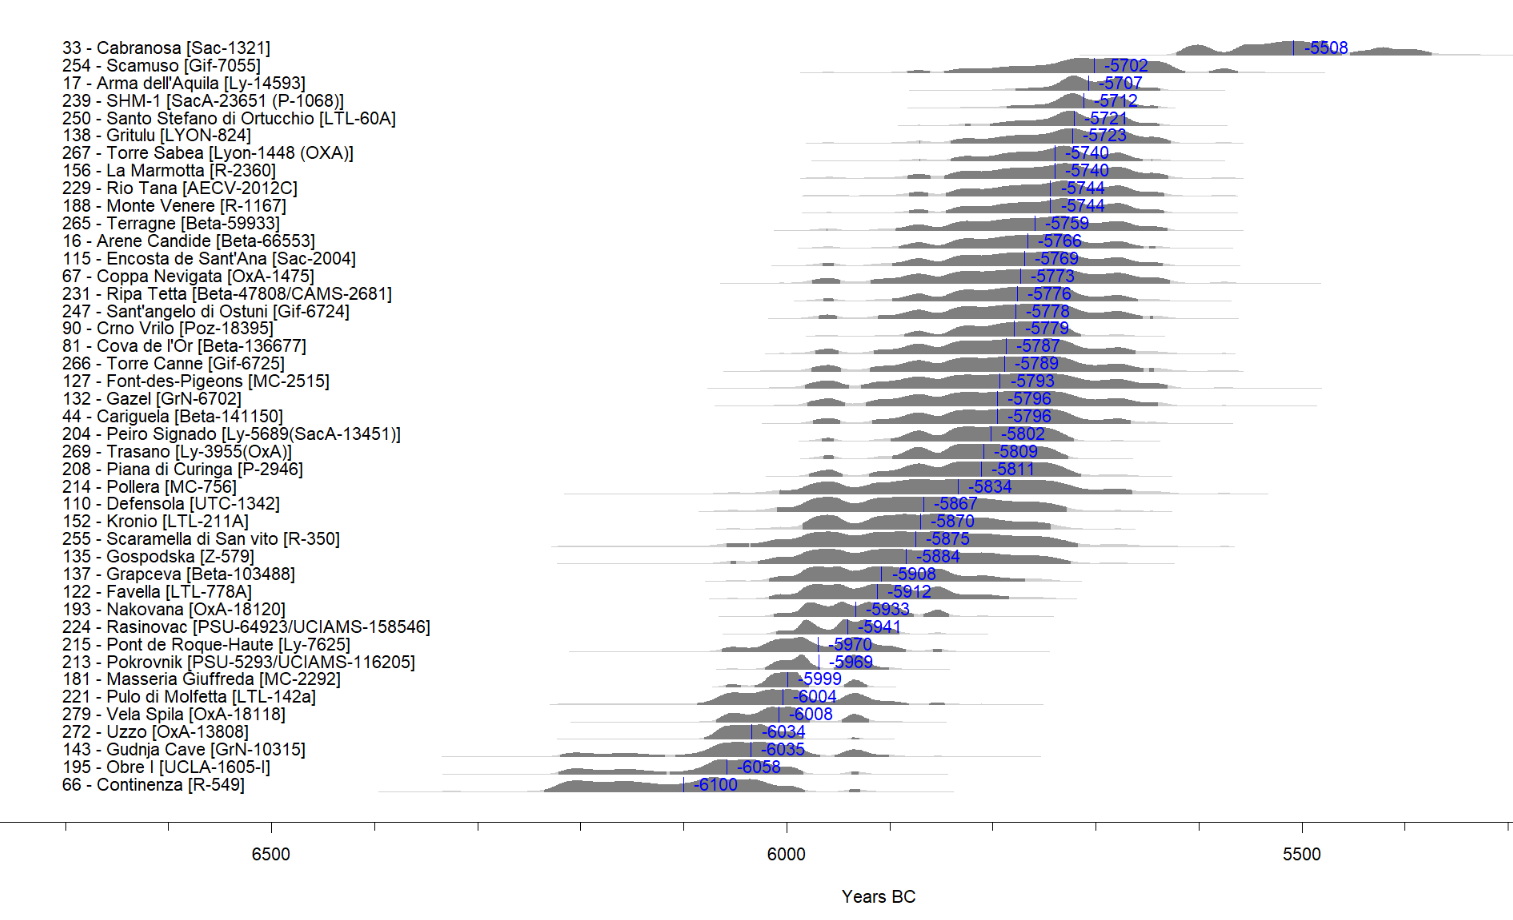 33 - Cabranosa [Sac-1321] -5508
254 - Scamuso [Gif-7055] -5702
17 - Arma dell'Aquila [Ly-14593] -5707
239 - SHM-1 [SacA-23651 (P-1068)] -5712
250 - Santo Stefano di Ortucchio [LTL-60A] -5721
138 - Gritulu [LYON-824] -5723
267 - Torre Sabea [Lyon-1448 (OXA)] -5740
156 - La Marmotta [R-2360] -5740
229 - Rio Tana [AECV-2012C] -5744
188 - Monte Venere [R-1167] -5744
265 - Terragne [Beta-59933] -5759
16 - Arene Candide [Beta-66553] -5766
115 - Encosta de Sant'Ana [Sac-2004] -5769
67 - Coppa Nevigata [OxA-1475] -5773
231 - Ripa Tetta [Beta-47808/CAMS-2681] -5776
247 - Sant'angelo di Ostuni [Gif-6724] -5778
90 - Crno Vrilo [Poz-18395] -5779
81 - Cova de l'Or [Beta-136677] -5787
266 - Torre Canne [Gif-6725] -5789
127 - Font-des-Pigeons [MC-2515] -5793
132 - Gazel [GrN-6702] -5796
44 - Cariguela [Beta-141150] -5796
204 - Peiro Signado [Ly-5689(SacA-13451)] -5802
269 - Trasano [Ly-3955(OxA)] -5809
208 - Piana di Curinga [P-2946] -5811
214 - Pollera [MC-756] -5834
110 - Defensola [UTC-1342] -5867
152 - Kronio [LTL-211A] -5870
255 - Scaramella di San vito [R-350] -5875
135 - Gospodska [Z-579] -5884
137 - Grapceva [Beta-103488] -5908
122 - Favella [LTL-778A] -5912
193 - Nakovana [OxA-18120] -5933
224 - Rasinovac [PSU-64923/UCIAMS-158546] -5941
215 - Pont de Roque-Haute [Ly-7625] -5970
213 - Pokrovnik [PSU-5293/UCIAMS-116205] -5969
181 - Masseria Giuffreda [MC-2292] -5999
221 - Pulo di Molfetta [LTL-142a] -6004
279 - Vela Spila [OxA-18118] -6008
272 - Uzzo [OxA-13808] -6034
143 - Gudnja Cave [GrN-10315] -6035
195 - Obre I [UCLA-1605-I] -6058
66 - Continenza [R-549] -6100
6500 6000 5500
Years BC